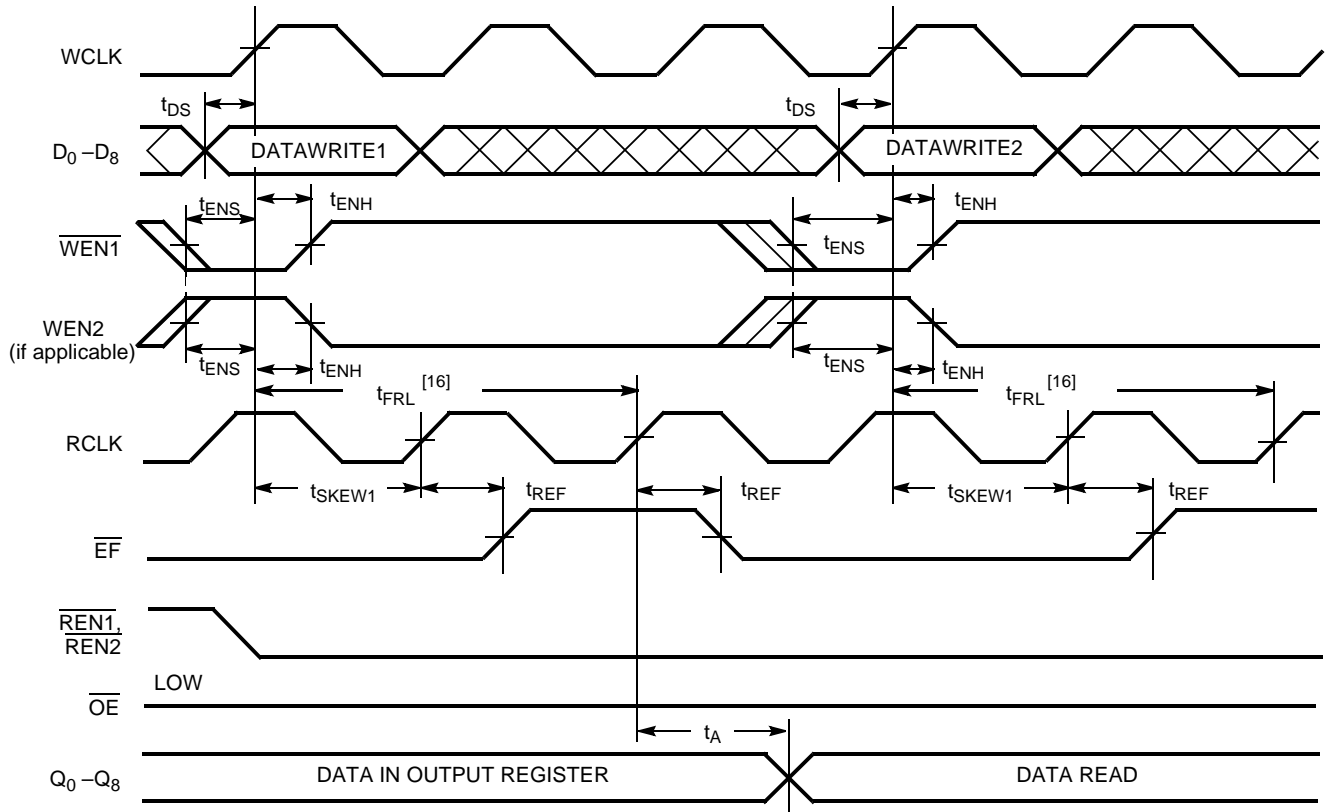 WCLK
tDS
tDS
D0 –D8
DATAWRITE1
DATAWRITE2
tENS
tENH
tENH
WEN1
tENS
WEN2
(if applicable)
tENS
tENH
tENS
tENH
tFRL [16]
tFRL [16]
RCLK
tSKEW1
tREF
tREF
tSKEW1
tREF
EF
REN1,
REN2
LOW
OE
tA
Q0 –Q8
DATA IN OUTPUT REGISTER
DATA READ